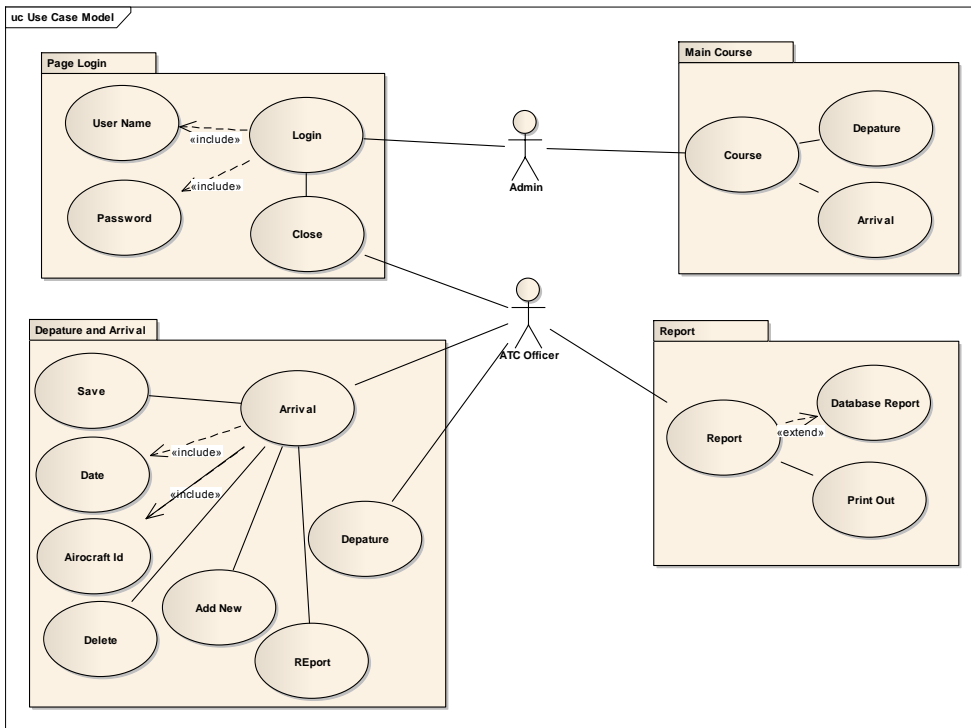 uc Use Case Model
Page Login
User Name
Login
«include»
«include»
Password
Close
Admin
Main Course
Depature
Course
Arrival
ATC Officer
Depature and Arrival
Save
Arrival
«include»
Date
«include»
Airocraft Id
Depature
Add New
Delete
REport
Report
Database Report
«extend»
Report
Print Out